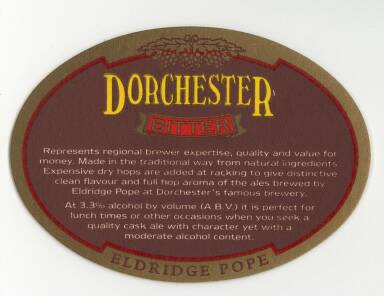 DORCHESTER
BITTER
Represents regional brewer expertise, quality and value for
money. Made in the traditional way from natural ingredients.
Expensive dry hops are added at racking to give distinctive
clean flavour and full hop aroma of the ales brewed by
Eldridge Pope at Dorchester's famous brewery.
At 3.3% alcohol by volume (A.B.V.) it is perfect for
lunch times or other occasions when you seek a
quality cask ale with character yet with a
moderate alcohol content.
ELDRIDGE POPE